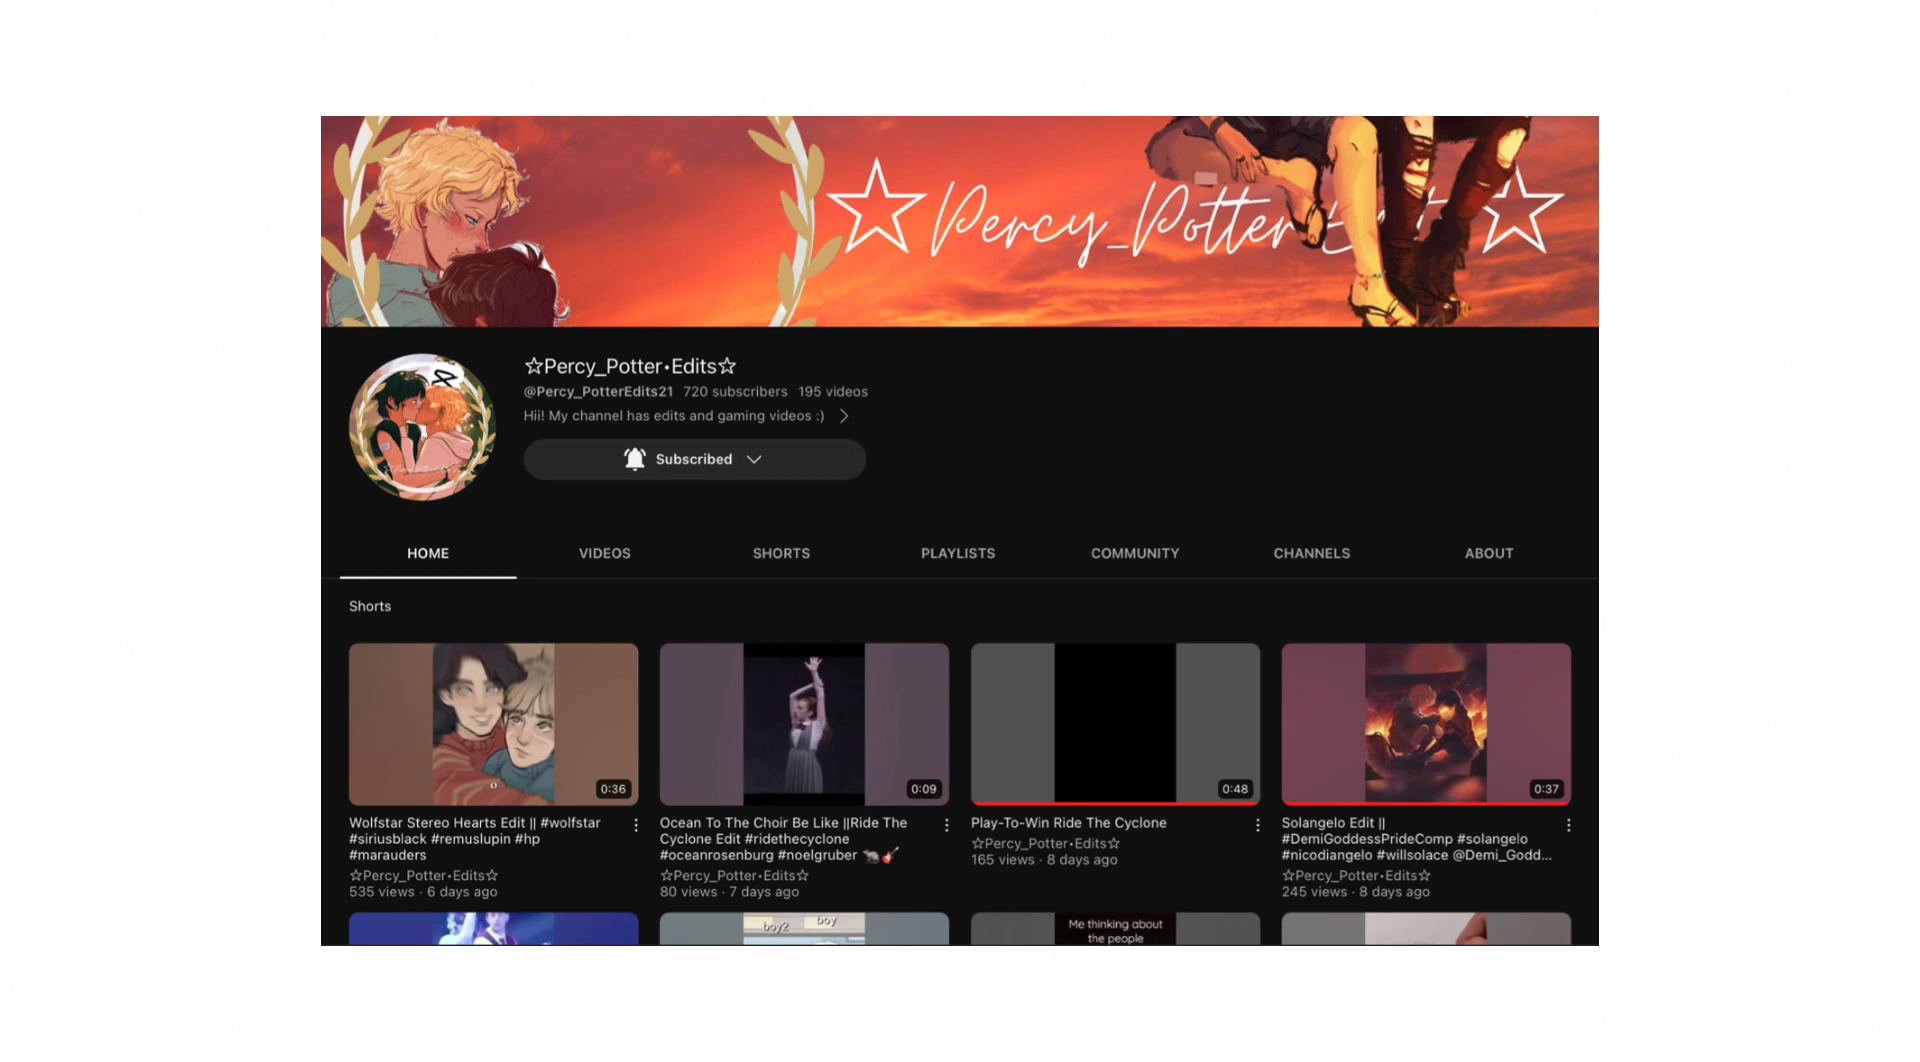 ☆Percy_Potter
☆Percy_Potter•Edits☆
@Percy_PotterEdits21 720 subscribers 195 videos
Hii! My channel has edits and gaming videos :)
Subscribed
HOME VIDEOS SHORTS PLAYLISTS COMMUNITY CHANNELS ABOUT
Shorts
0:36
Wolfstar Stereo Hearts Edit || #wolfstar
#siriusblack #remuslupin #hp
#marauders
☆Percy_Potter•Edits☆
535 views · 6 days ago
0:09
Ocean To The Choir Be Like ||Ride The
Cyclone Edit #ridethecyclone
#oceanrosenburg #noelgruber 🐀🎸
☆Percy_Potter•Edits☆
80 views · 7 days ago
0:48
Play-To-Win Ride The Cyclone
☆Percy_Potter•Edits☆
165 views · 8 days ago
0:37
Solangelo Edit ||
#DemiGoddessPrideComp #solangelo
#nicodiangelo #willsolace @Demi_Godd...
☆Percy_Potter•Edits☆
245 views · 8 days ago
boy2 boy
Me thinking about
the people